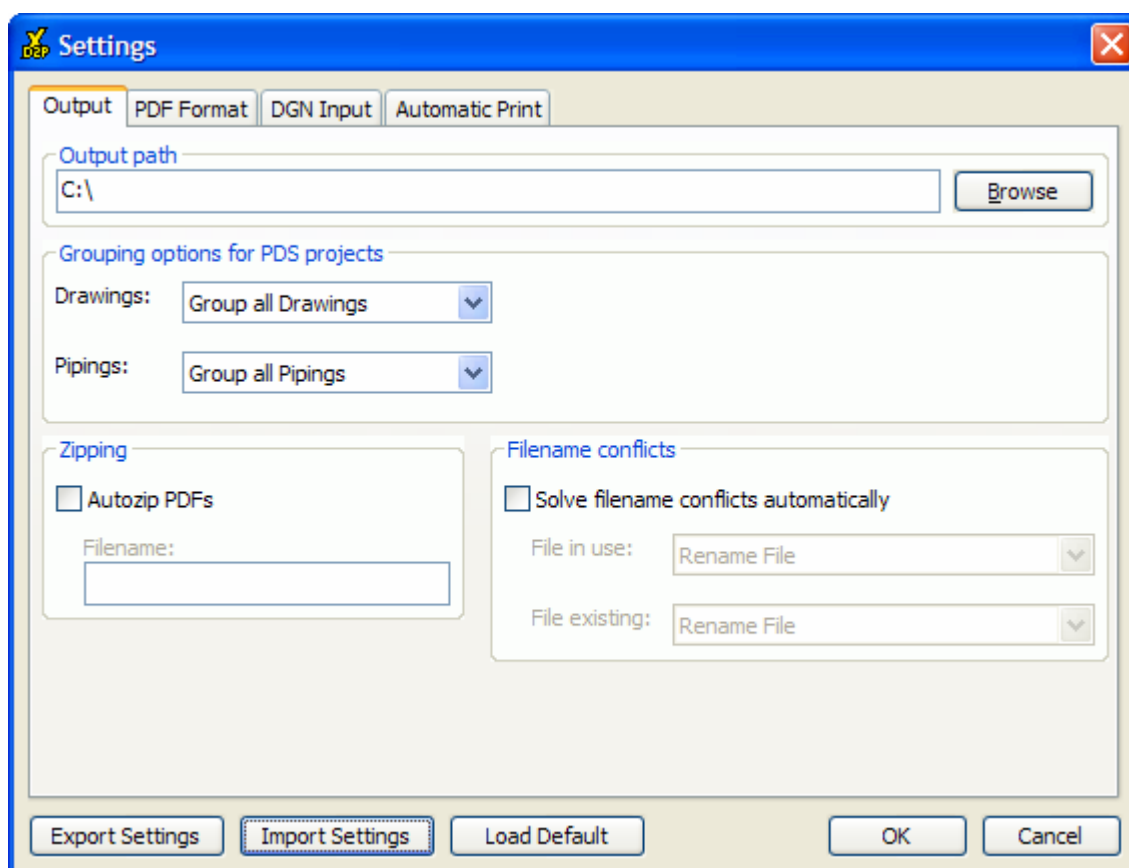 D2P Settings
Output PDF Format DGN Input Automatic Print
Output path
C:\ Browse
Grouping options for PDS projects
Drawings: Group all Drawings
Pipings: Group all Pipings
Zipping
Autozip PDFs
Filename:
Filename conflicts
Solve filename conflicts automatically
File in use: Rename File
File existing: Rename File
Export Settings Import Settings Load Default OK Cancel